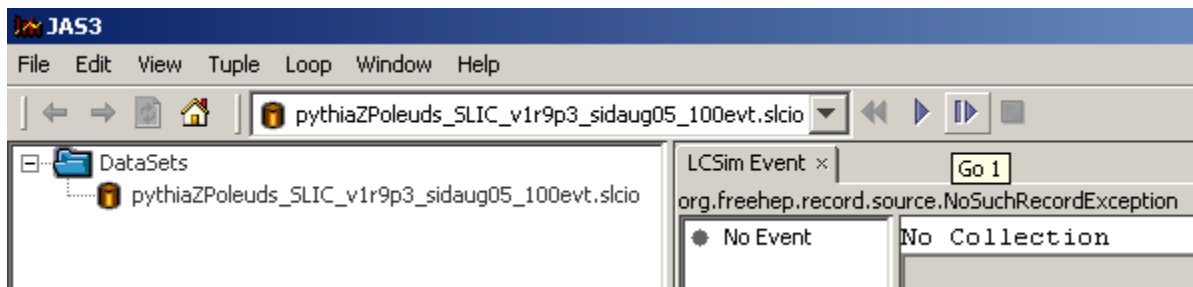 JAS3
File Edit View Tuple Loop Window Help
pythiaZPoleuds_SLIC_v1r9p3_sidaug05_100evt.slcio
DataSets
pythiaZPoleuds_SLIC_v1r9p3_sidaug05_100evt.slcio
LCSim Event ×
Go 1
org.freehep.record.source.NoSuchRecordException
No Event
No Collection